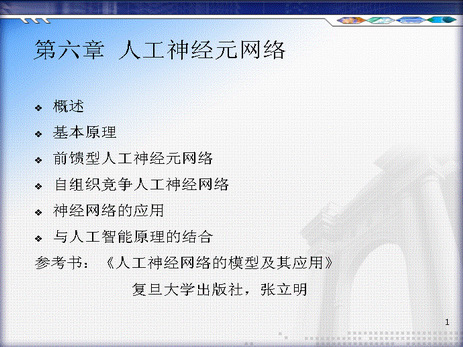 第六章 人工神经元网络
概述
基本原理
前馈型人工神经元网络
自组织竞争人工神经网络
神经网络的应用
与人工智能原理的结合
参考书：《人工神经网络的模型及其应用》
复旦大学出版社，张立明
1